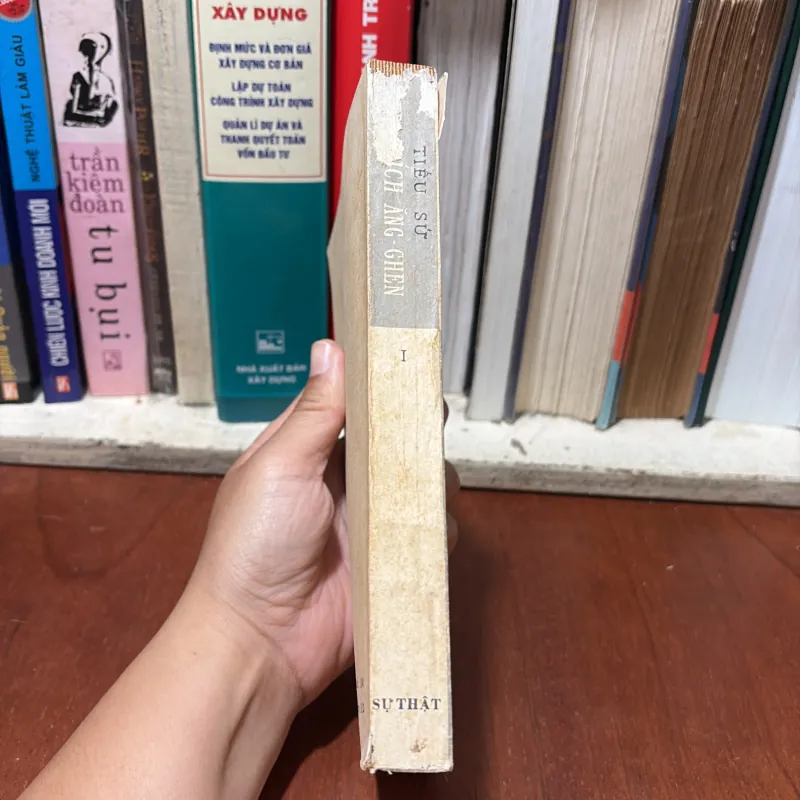 NGHỆ THUẬT LÀM GIÀU
CHIẾN LƯỢC KINH DOANH MỚI
trần
kiêm
đoàn
tu bụi
XÂY DỰNG
ĐỊNH MỨC VÀ ĐƠN GIÁ
XÂY DỰNG CƠ BẢN
LẬP DỰ TOÁN
CÔNG TRÌNH XÂY DỰNG
QUẢN LÍ DỰ ÁN VÀ
THANH QUYẾT TOÁN
VỐN ĐẦU TƯ
NHÀ XUẤT BẢN
XÂY DỰNG
TIỂU SỬ
ĂNG-GHEN
I
SỰ THẬT